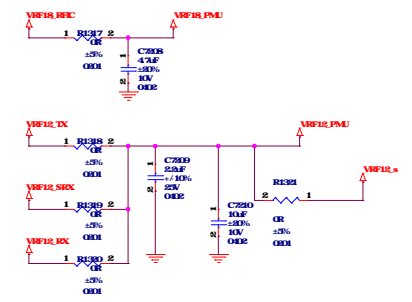 VRF18_RFIC
VRF18_PMU
1 R1317 2
0R
±5%
0201
1
C7208
4.7uF
±20%
10V
0402
2
VRF12_TX
VRF12_PMU
1 R1318 2
0R
±5%
0201
1
C7209
2.2uF
+/-10%
25V
0402
2
VRF12_SRX
1 R1319 2
0R
±5%
0201
1
C7210
10uF
±20%
10V
0402
2
VRF12_s
R1321
2 1
0R
±5%
0201
VRF12_RX
1 R1320 2
0R
±5%
0201